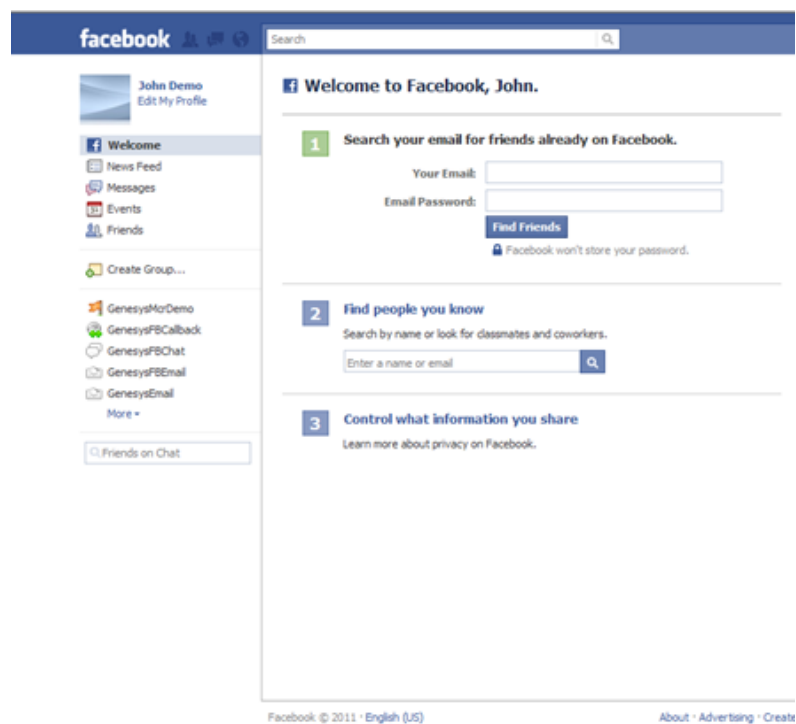 facebook
Search
John Demo
Edit My Profile
Welcome
News Feed
Messages
31 Events
Friends
Create Group...
GenesysMcrDemo
GenesysFBCallback
GenesysFBChat
GenesysFBEmail
GenesysEmail
More
Friends on Chat
Welcome to Facebook, John.
1 Search your email for friends already on Facebook.
Your Email:
Email Password:
Find Friends
Facebook won't store your password.
2 Find people you know
Search by name or look for classmates and coworkers.
Enter a name or email
3 Control what information you share
Learn more about privacy on Facebook.
Facebook © 2011 · English (US)
About · Advertising · Create